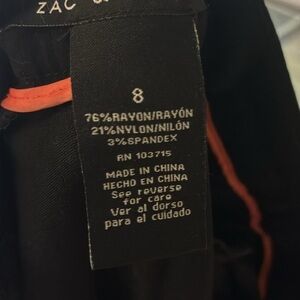 ZAC
8
76%RAYON/RAYÓN
21%NYLON/NILÓN
3%SPANDEX
RN 103715
MADE IN CHINA
HECHO EN CHINA
See reverse
for care
Ver al dorso
para el cuidado